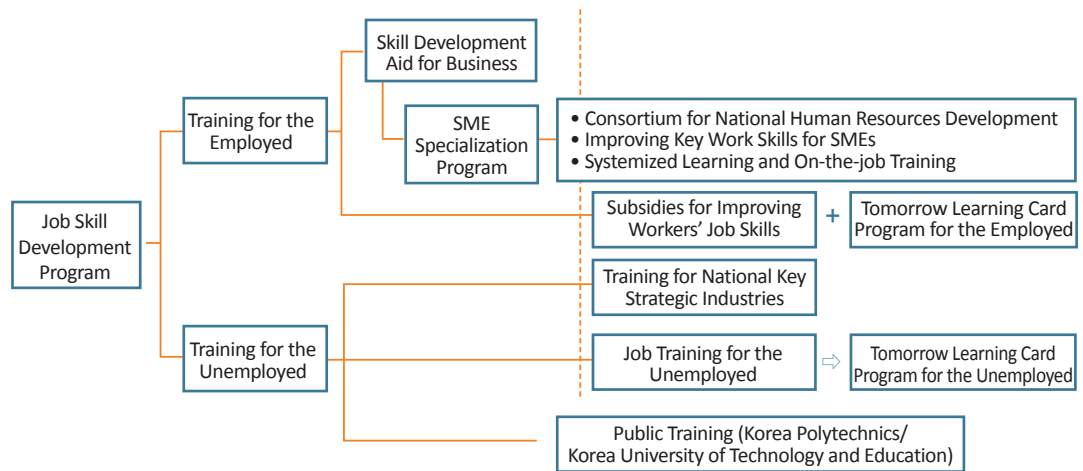 Skill Development
Aid for Business
Training for the
Employed
SME
Specialization
Program
• Consortium for National Human Resources Development
• Improving Key Work Skills for SMEs
• Systemized Learning and On-the-job Training
Job Skill
Development
Program
Subsidies for Improving
Workers’ Job Skills
+
Tomorrow Learning Card
Program for the Employed
Training for National Key
Strategic Industries
Training for the
Unemployed
Job Training for the
Unemployed
Tomorrow Learning Card
Program for the Unemployed
Public Training (Korea Polytechnics/
Korea University of Technology and Education)